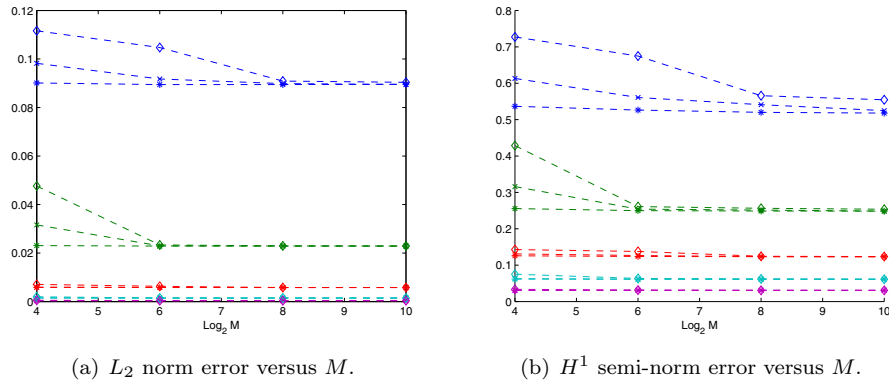 0.12
0.1
0.08
0.06
0.04
0.02
0
4 5 6 7 8 9 10
Log₂ M
(a) L₂ norm error versus M.
0.8
0.7
0.6
0.5
0.4
0.3
0.2
0.1
0
4 5 6 7 8 9 10
Log₂ M
(b) H¹ semi-norm error versus M.